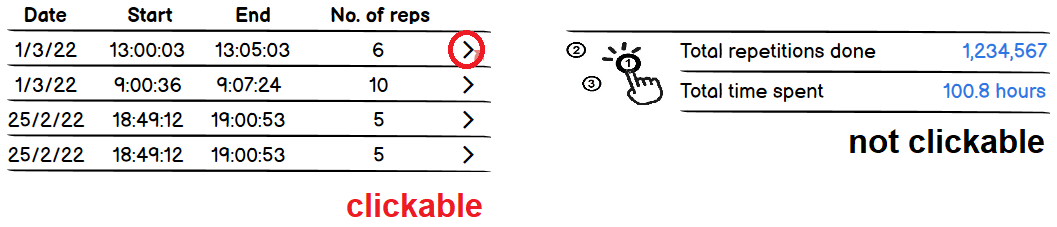 Date Start End No. of reps
1/3/22 13:00:03 13:05:03 6 >
1/3/22 9:00:36 9:07:24 10 >
25/2/22 18:49:12 19:00:53 5 >
25/2/22 18:49:12 19:00:53 5 >
clickable
2
1
3
Total repetitions done 1,234,567
Total time spent 100.8 hours
not clickable